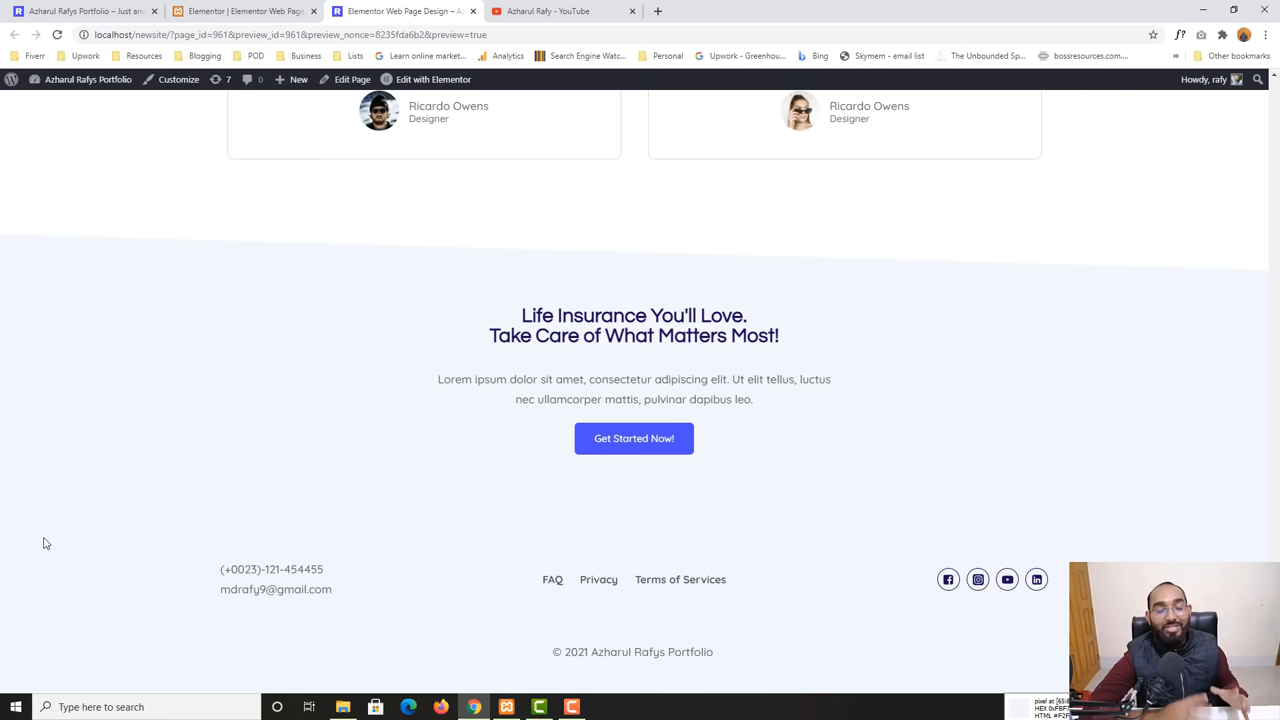 Azharul Rafys Portfolio – Just ano
Elementor | Elementor Web Page
Elementor Web Page Design – A
Azharul Rafy - YouTube
localhost/newsite/?page_id=961&preview_id=961&preview_nonce=8235fda6b2&preview=true
Fiverr
Upwork
Resources
Blogging
POD
Business
Lists
Learn online market...
Analytics
Search Engine Watc...
Personal
Upwork - Greenhou...
Bing
Skymem - email list
The Unbounded Sp...
bossresources.com...
Other bookmarks
Azharul Rafys Portfolio
Customize
7
0
New
Edit Page
Edit with Elementor
Howdy, rafy
Ricardo Owens
Designer
Ricardo Owens
Designer
Life Insurance You'll Love.
Take Care of What Matters Most!
Lorem ipsum dolor sit amet, consectetur adipiscing elit. Ut elit tellus, luctus
nec ullamcorper mattis, pulvinar dapibus leo.
Get Started Now!
(+0023)-121-454455
mdrafy9@gmail.com
FAQ
Privacy
Terms of Services
© 2021 Azharul Rafys Portfolio
Type here to search